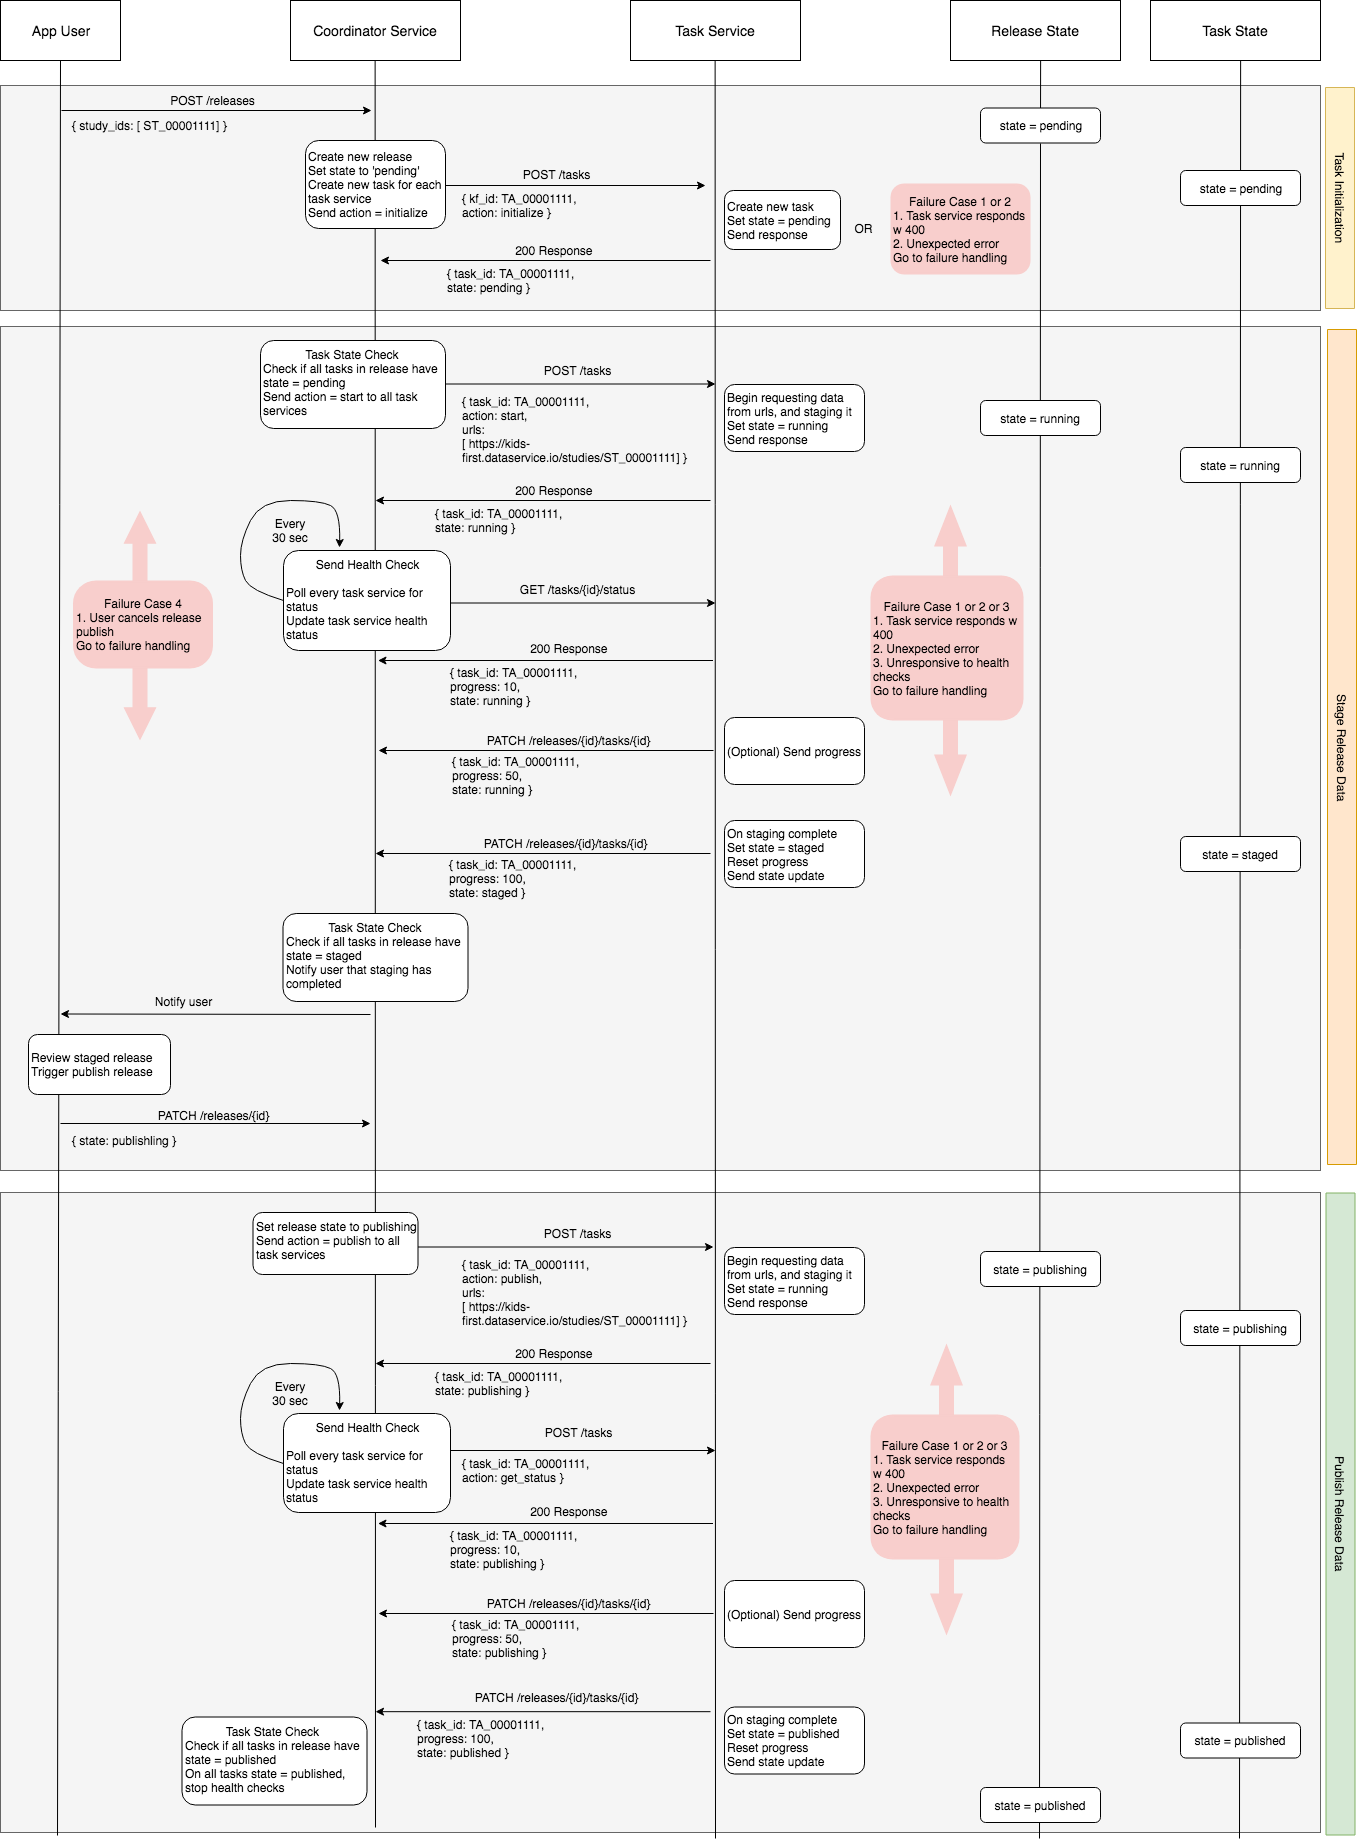 App User
Coordinator Service
Task Service
Release State
Task State
POST /releases
{ study_ids: [ ST_00001111] }
state = pending
Task Initialization
Create new release
Set state to 'pending'
Create new task for each
task service
Send action = initialize
POST /tasks
{ kf_id: TA_00001111,
action: initialize }
Create new task
Set state = pending
Send response
OR
Failure Case 1 or 2
1. Task service responds
w 400
2. Unexpected error
Go to failure handling
state = pending
200 Response
{ task_id: TA_00001111,
state: pending }
Task State Check
Check if all tasks in release have
state = pending
Send action = start to all task
services
POST /tasks
{ task_id: TA_00001111,
action: start,
urls:
[ https://kids-
first.dataservice.io/studies/ST_00001111] }
Begin requesting data
from urls, and staging it
Set state = running
Send response
state = running
state = running
Stage Release Data
200 Response
{ task_id: TA_00001111,
state: running }
Every
30 sec
Send Health Check
Poll every task service for
status
Update task service health
status
GET /tasks/{id}/status
Failure Case 4
1. User cancels release
publish
Go to failure handling
Failure Case 1 or 2 or 3
1. Task service responds w
400
2. Unexpected error
3. Unresponsive to health
checks
Go to failure handling
200 Response
{ task_id: TA_00001111,
progress: 10,
state: running }
PATCH /releases/{id}/tasks/{id}
{ task_id: TA_00001111,
progress: 50,
state: running }
(Optional) Send progress
PATCH /releases/{id}/tasks/{id}
{ task_id: TA_00001111,
progress: 100,
state: staged }
On staging complete
Set state = staged
Reset progress
Send state update
state = staged
Task State Check
Check if all tasks in release have
state = staged
Notify user that staging has
completed
Notify user
Review staged release
Trigger publish release
PATCH /releases/{id}
{ state: publishling }
Set release state to publishing
Send action = publish to all
task services
POST /tasks
{ task_id: TA_00001111,
action: publish,
urls:
[ https://kids-
first.dataservice.io/studies/ST_00001111] }
Begin requesting data
from urls, and staging it
Set state = running
Send response
state = publishing
state = publishing
Publish Release Data
200 Response
{ task_id: TA_00001111,
state: publishing }
Every
30 sec
Send Health Check
Poll every task service for
status
Update task service health
status
POST /tasks
{ task_id: TA_00001111,
action: get_status }
Failure Case 1 or 2 or 3
1. Task service responds
w 400
2. Unexpected error
3. Unresponsive to health
checks
Go to failure handling
200 Response
{ task_id: TA_00001111,
progress: 10,
state: publishing }
PATCH /releases/{id}/tasks/{id}
{ task_id: TA_00001111,
progress: 50,
state: publishing }
(Optional) Send progress
PATCH /releases/{id}/tasks/{id}
{ task_id: TA_00001111,
progress: 100,
state: published }
On staging complete
Set state = published
Reset progress
Send state update
state = published
Task State Check
Check if all tasks in release have
state = published
On all tasks state = published,
stop health checks
state = published